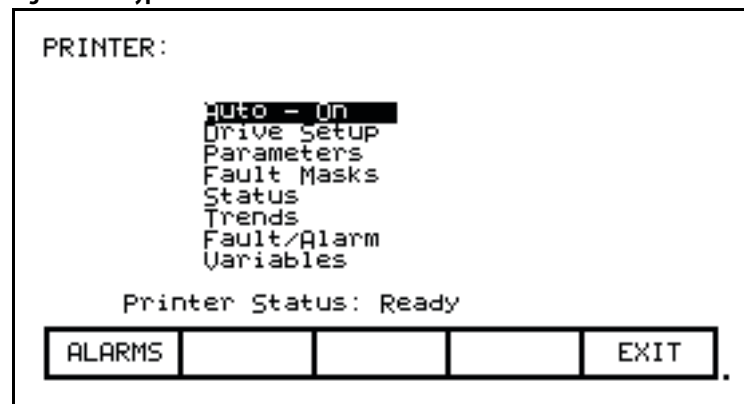 PRINTER:
Auto - On
Drive Setup
Parameters
Fault Masks
Status
Trends
Fault/Alarm
Variables
Printer Status: Ready
ALARMS EXIT